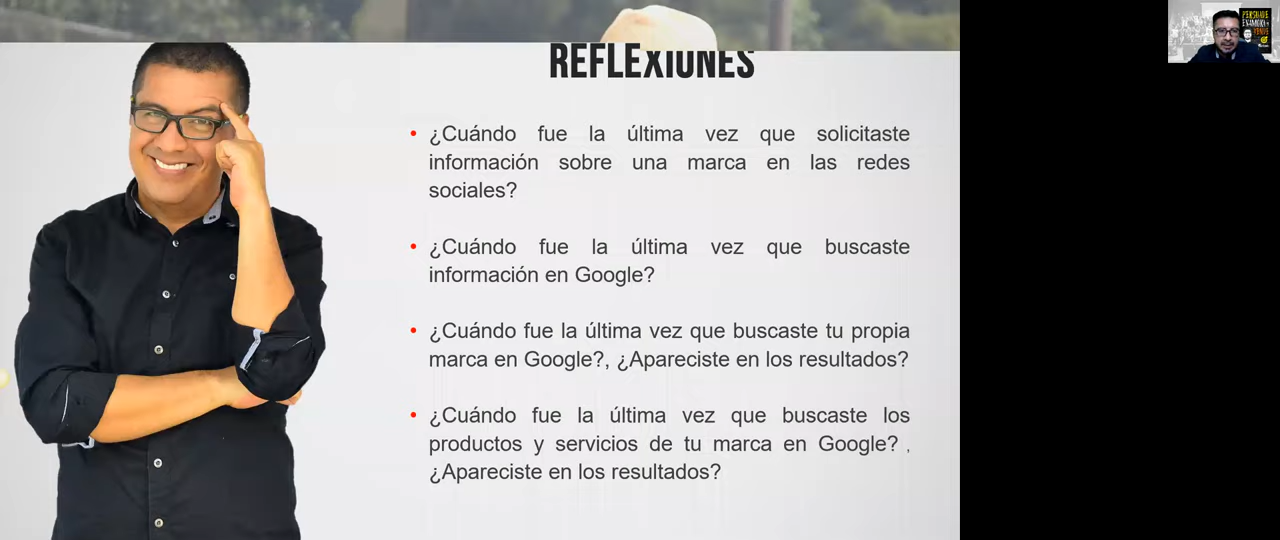 REFLEXIONES
¿Cuándo fue la última vez que solicitaste
información sobre una marca en las redes
sociales?
¿Cuándo fue la última vez que buscaste
información en Google?
¿Cuándo fue la última vez que buscaste tu propia
marca en Google?, ¿Apareciste en los resultados?
¿Cuándo fue la última vez que buscaste los
productos y servicios de tu marca en Google? ,
¿Apareciste en los resultados?
PERSUADE
ENAMORA Y
VENDE